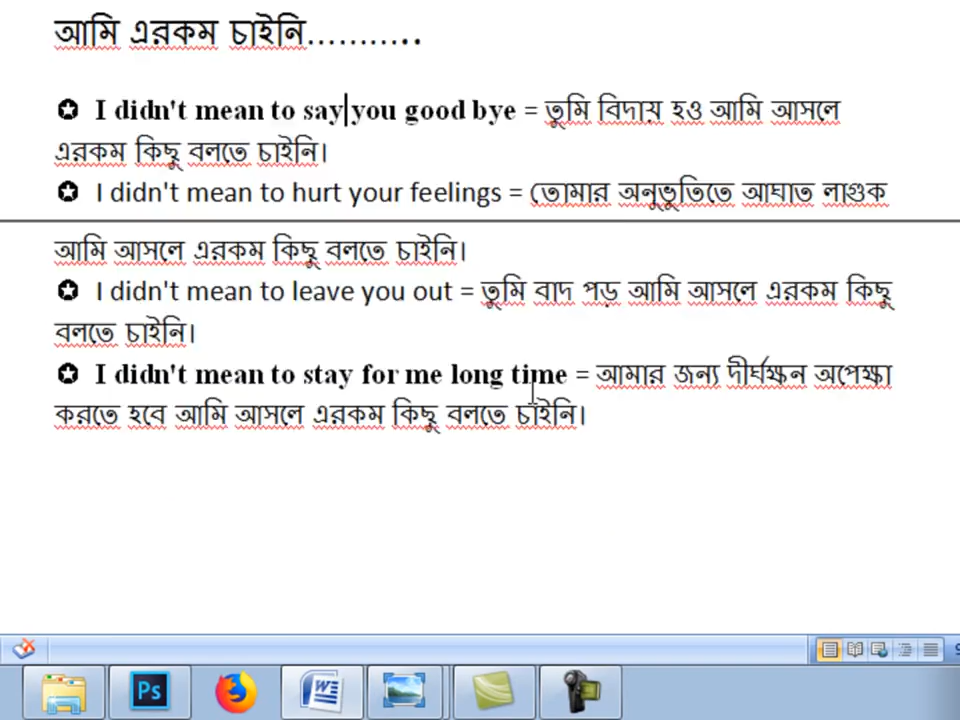 আমি এরকম চাইনি...........
✪ I didn't mean to say you good bye = তুমি বিদায় হও আমি আসলে
এরকম কিছু বলতে চাইনি।
✪ I didn't mean to hurt your feelings = তোমার অনুভুতিতে আঘাত লাগুক
আমি আসলে এরকম কিছু বলতে চাইনি।
✪ I didn't mean to leave you out = তুমি বাদ পড় আমি আসলে এরকম কিছু
বলতে চাইনি।
✪ I didn't mean to stay for me long time = আমার জন্য দীর্ঘক্ষন অপেক্ষা
করতে হবে আমি আসলে এরকম কিছু বলতে চাইনি।
Ps